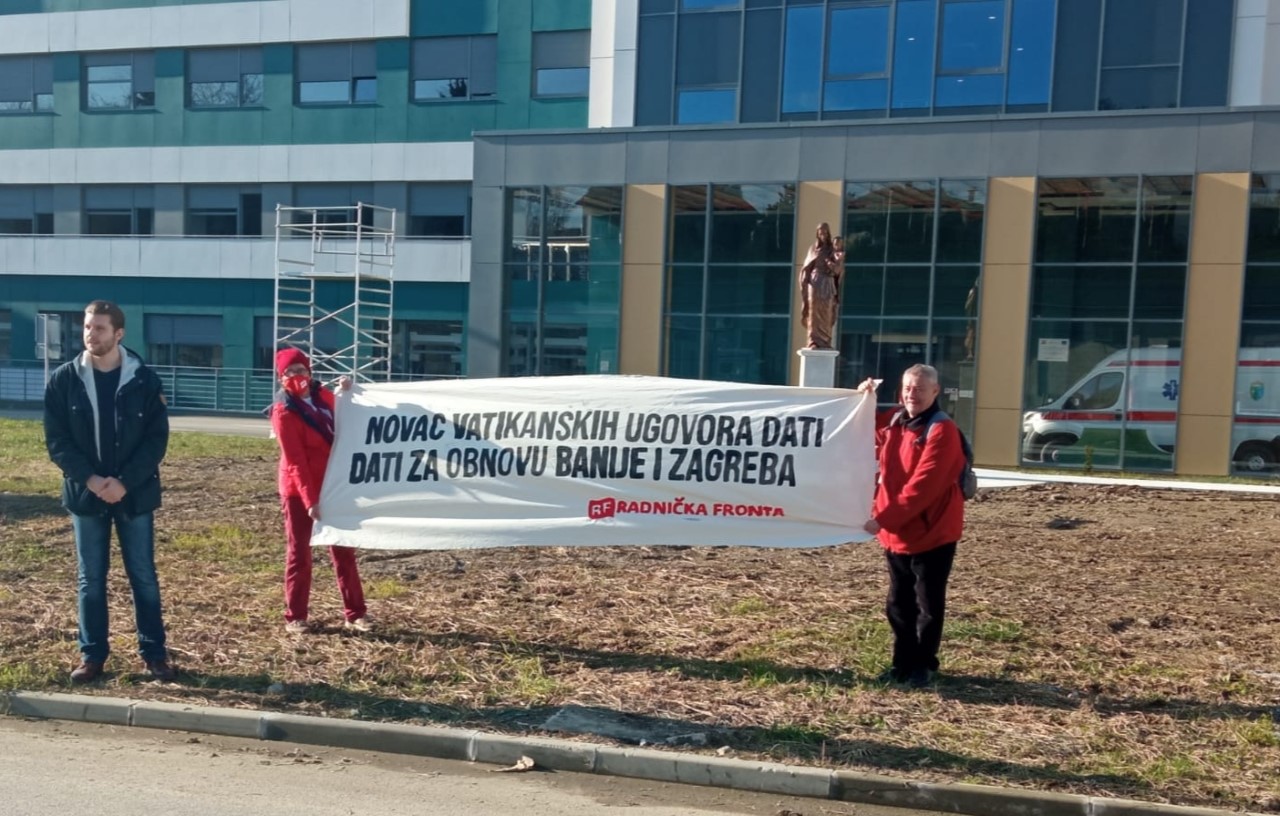 NOVAC VATIKANSKIH UGOVORA DATI
DATI ZA OBNOVU BANIJE I ZAGREBA
RF RADNIČKA FRONTA